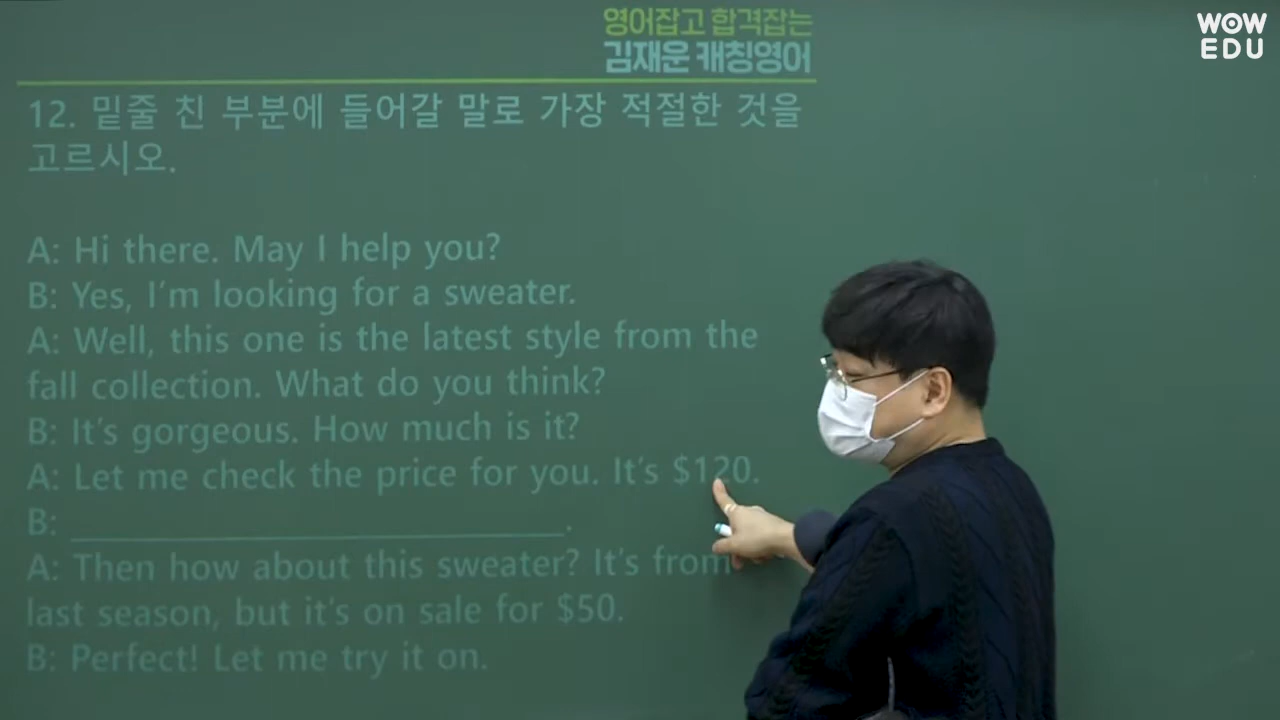 영어잡고 합격잡는
김재운 캐칭영어
WOW
EDU
12. 밑줄 친 부분에 들어갈 말로 가장 적절한 것을
고르시오.
A: Hi there. May I help you?
B: Yes, I'm looking for a sweater.
A: Well, this one is the latest style from the
fall collection. What do you think?
B: It's gorgeous. How much is it?
A: Let me check the price for you. It's $120.
B: ______________________________.
A: Then how about this sweater? It's from
last season, but it's on sale for $50.
B: Perfect! Let me try it on.